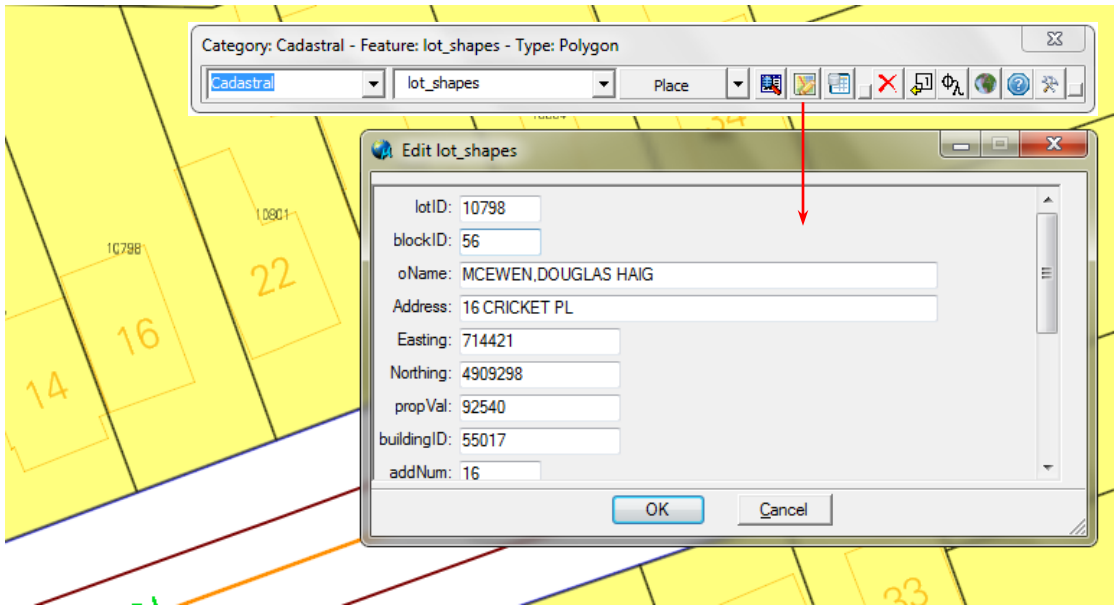 Category: Cadastral - Feature: lot_shapes - Type: Polygon
Cadastral lot_shapes Place
34
Edit lot_shapes
lotID: 10798
blockID: 56
oName: MCEWEN,DOUGLAS HAIG
Address: 16 CRICKET PL
Easting: 714421
Northing: 4909298
propVal: 92540
buildingID: 55017
addNum: 16
OK Cancel
10801
10798
22
16
14
33